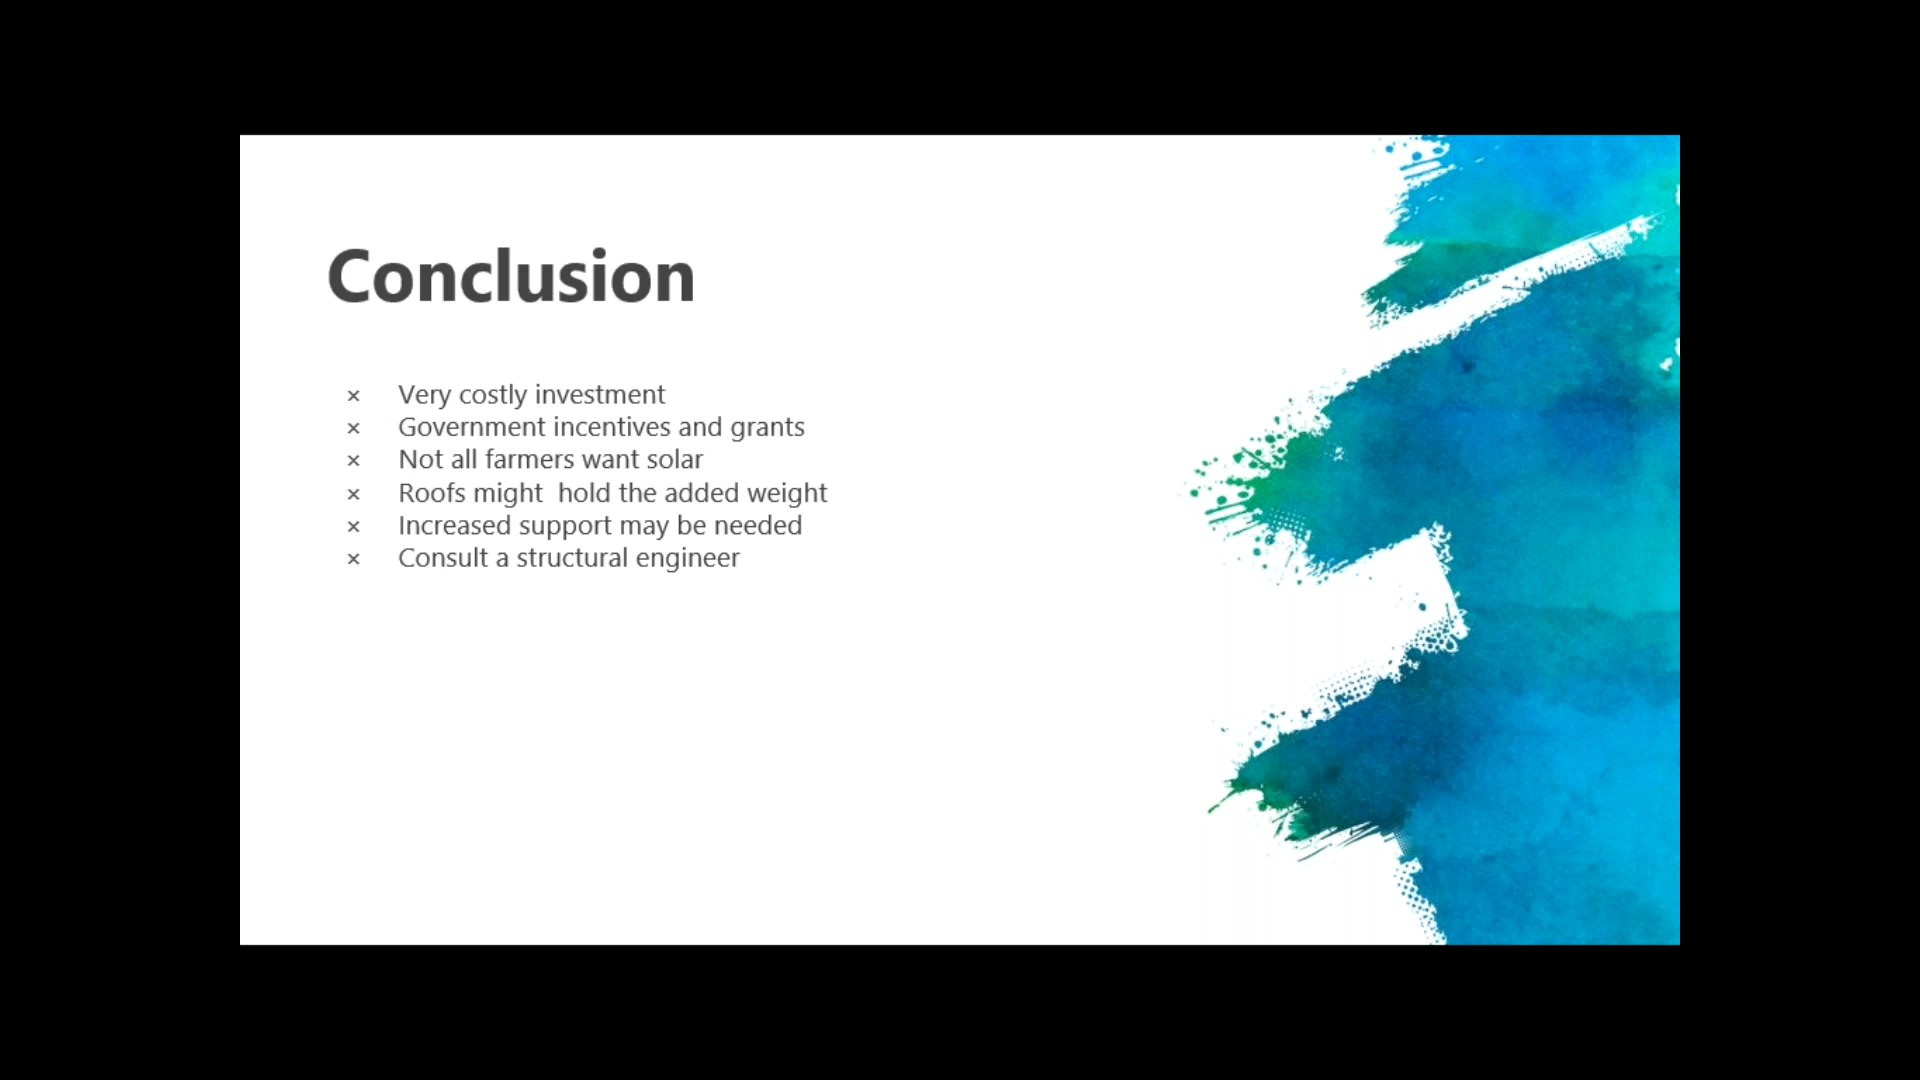 Conclusion
× Very costly investment
× Government incentives and grants
× Not all farmers want solar
× Roofs might  hold the added weight
× Increased support may be needed
× Consult a structural engineer